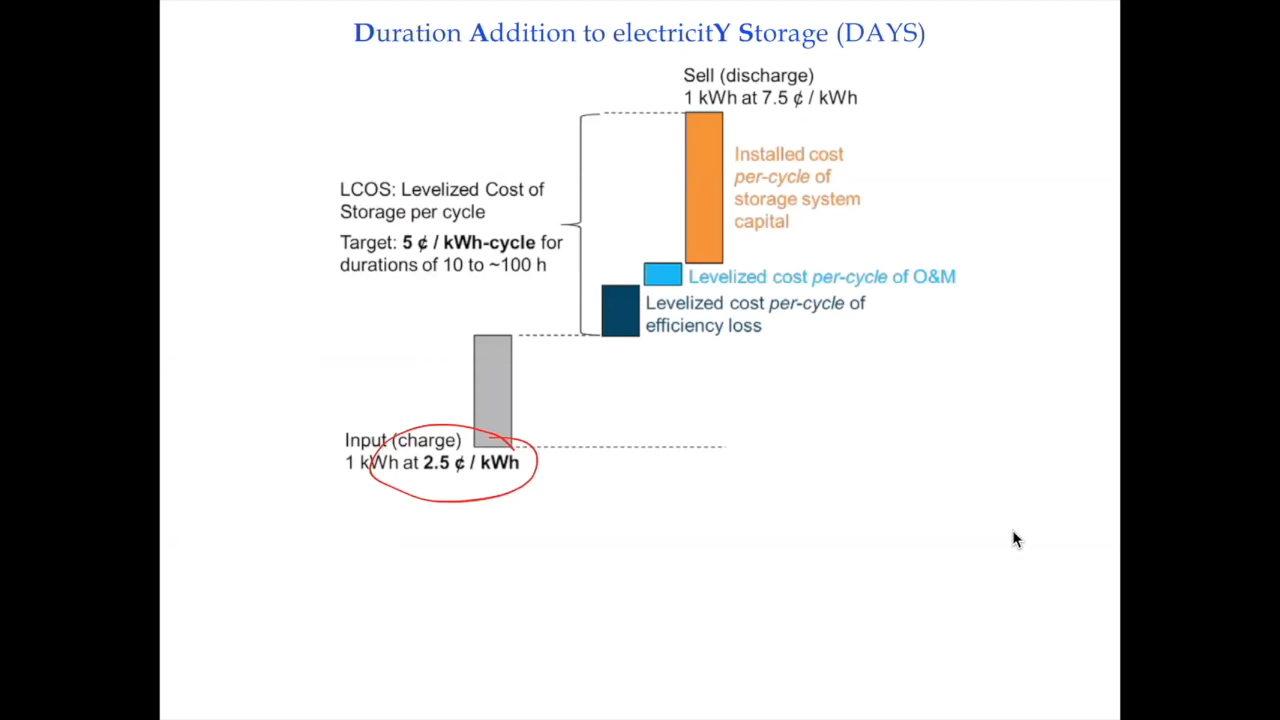 Duration Addition to electricitY Storage (DAYS)
Sell (discharge)
1 kWh at 7.5 ¢ / kWh
Installed cost
per-cycle of
storage system
capital
LCOS: Levelized Cost of
Storage per cycle
Target: 5 ¢ / kWh-cycle for
durations of 10 to ~100 h
Levelized cost per-cycle of O&M
Levelized cost per-cycle of
efficiency loss
Input (charge)
1 kWh at 2.5 ¢ / kWh